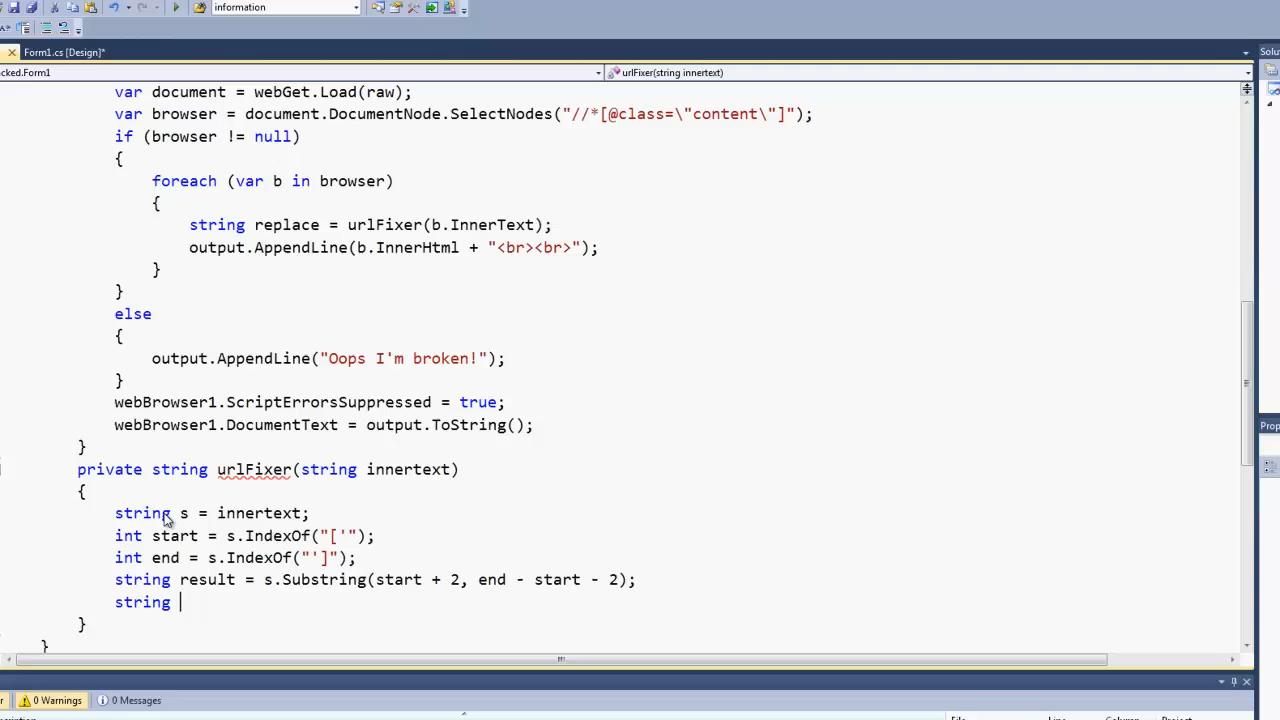 information
Form1.cs [Design]*
Solu
cked.Form1
urlFixer(string innertext)
var document = webGet.Load(raw);
var browser = document.DocumentNode.SelectNodes("//*[@class=\"content\"]");
if (browser != null)
{
foreach (var b in browser)
{
string replace = urlFixer(b.InnerText);
output.AppendLine(b.InnerHtml + "<br><br>");
}
}
else
{
output.AppendLine("Oops I'm broken!");
}
webBrowser1.ScriptErrorsSuppressed = true;
webBrowser1.DocumentText = output.ToString();
}
private string urlFixer(string innertext)
{
string s = innertext;
int start = s.IndexOf("['");
int end = s.IndexOf("']");
string result = s.Substring(start + 2, end - start - 2);
string
}
}
Prop
0 Warnings
0 Messages